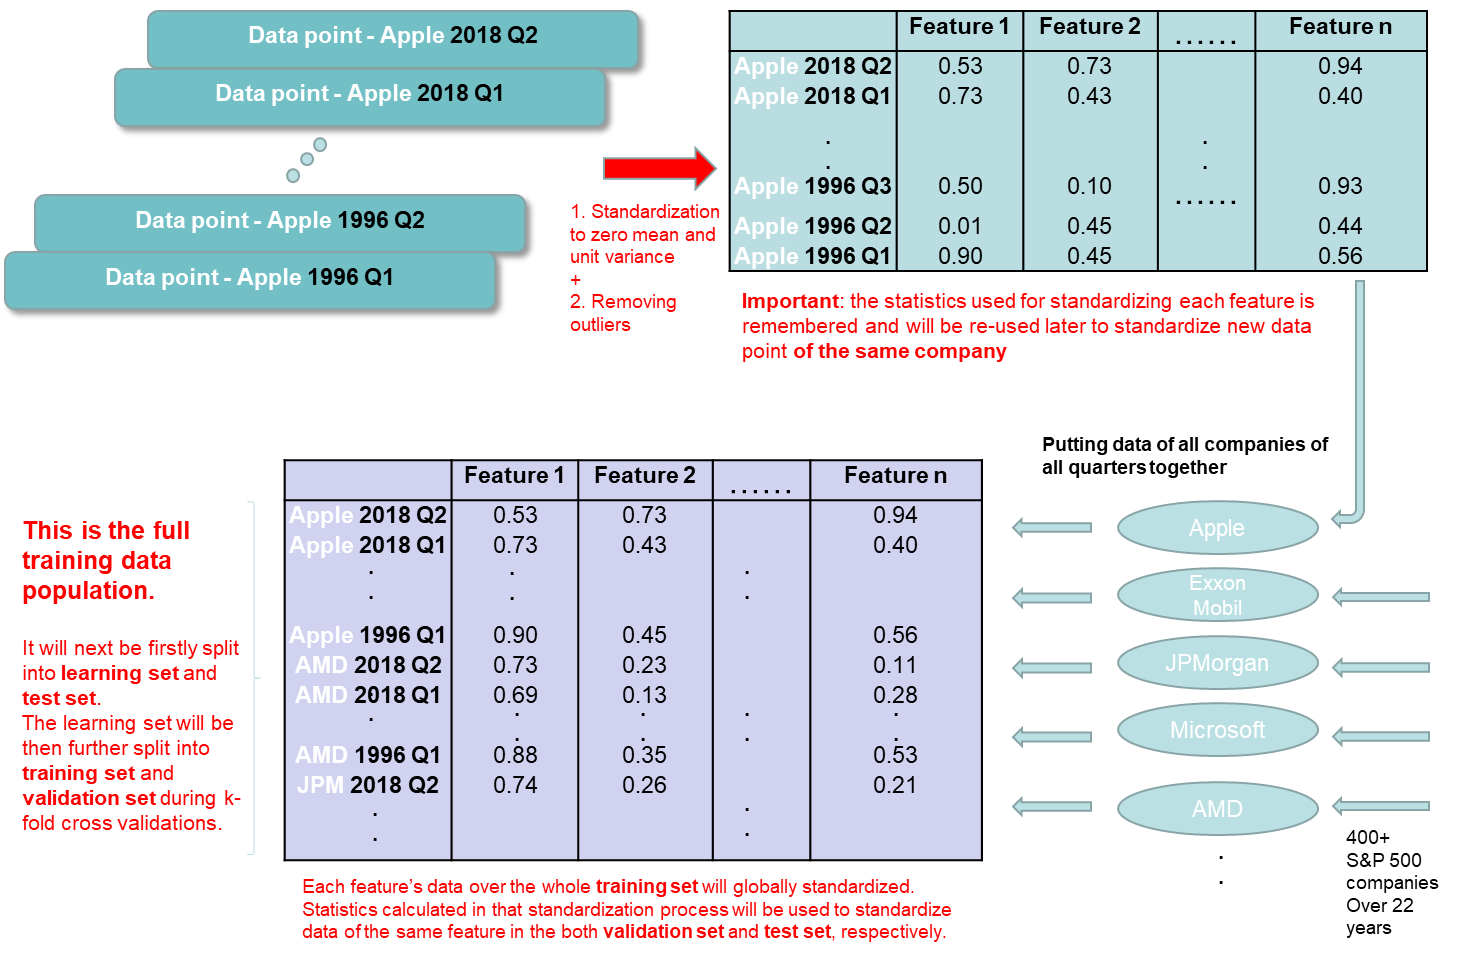 Data point - Apple 2018 Q2
Data point - Apple 2018 Q1
Data point - Apple 1996 Q2
Data point - Apple 1996 Q1
1. Standardization
to zero mean and
unit variance
+
2. Removing
outliers
Feature 1 Feature 2 ...... Feature n
Apple 2018 Q2 0.53 0.73 0.94
Apple 2018 Q1 0.73 0.43 0.40
. .
. .
Apple 1996 Q3 0.50 0.10 ...... 0.93
Apple 1996 Q2 0.01 0.45 0.44
Apple 1996 Q1 0.90 0.45 0.56
Important: the statistics used for standardizing each feature is
remembered and will be re-used later to standardize new data
point of the same company
Putting data of all companies of
all quarters together
Apple
Exxon
Mobil
JPMorgan
Microsoft
AMD
.
.
400+
S&P 500
companies
Over 22
years
Feature 1 Feature 2 ...... Feature n
Apple 2018 Q2 0.53 0.73 0.94
Apple 2018 Q1 0.73 0.43 0.40
. . .
. . .
Apple 1996 Q1 0.90 0.45 0.56
AMD 2018 Q2 0.73 0.23 0.11
AMD 2018 Q1 0.69 0.13 0.28
. . . . .
. . . .
AMD 1996 Q1 0.88 0.35 0.53
JPM 2018 Q2 0.74 0.26 0.21
. .
. .
This is the full
training data
population.
It will next be firstly split
into learning set and
test set.
The learning set will be
then further split into
training set and
validation set during k-
fold cross validations.
Each feature's data over the whole training set will globally standardized.
Statistics calculated in that standardization process will be used to standardize
data of the same feature in the both validation set and test set, respectively.